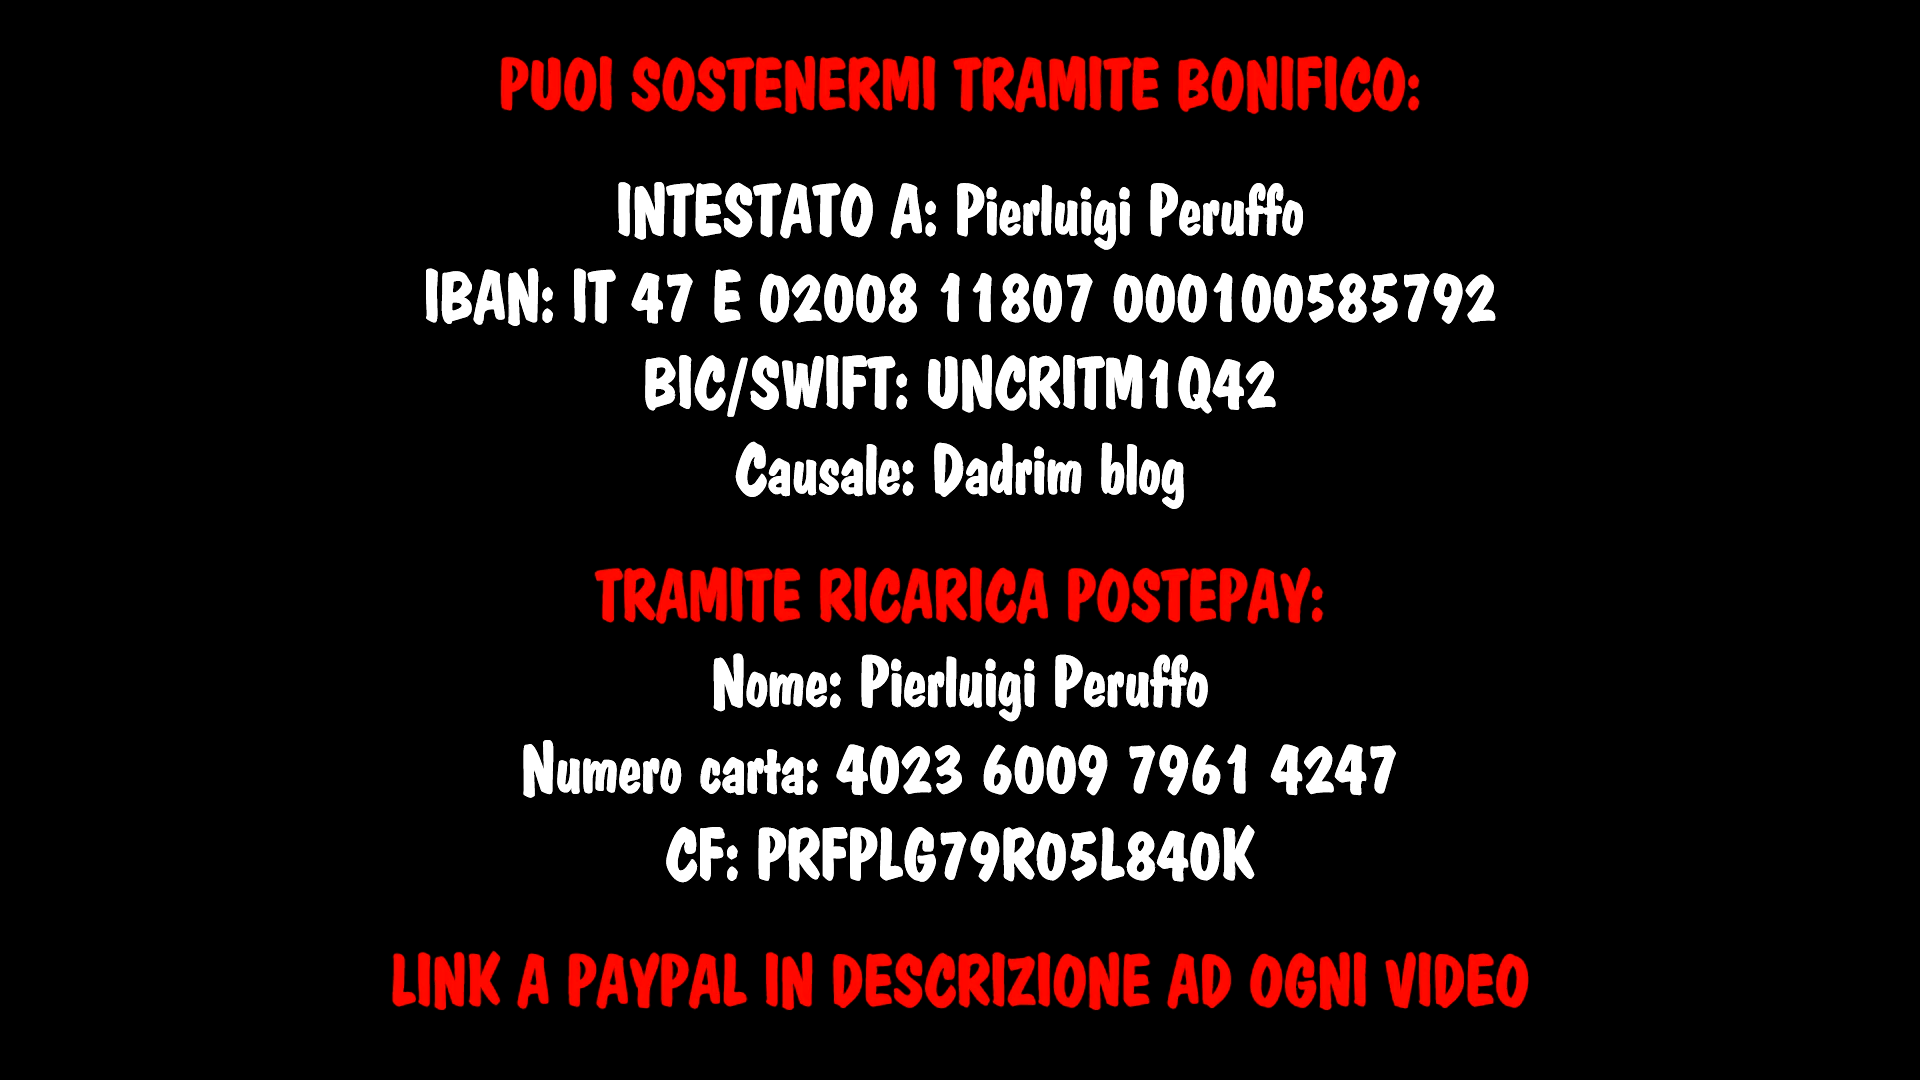 PUOI SOSTENERMI TRAMITE BONIFICO:
INTESTATO A: Pierluigi Peruffo
IBAN: IT 47 E 02008 11807 000100585792
BIC/SWIFT: UNCRITM1Q42
Causale: Dadrim blog
TRAMITE RICARICA POSTEPAY:
Nome: Pierluigi Peruffo
Numero carta: 4023 6009 7961 4247
CF: PRFPLG79R05L840K
LINK A PAYPAL IN DESCRIZIONE AD OGNI VIDEO